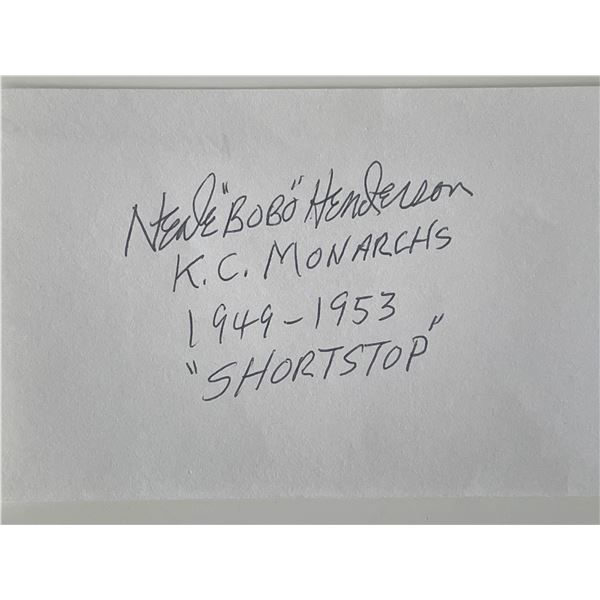 Neale "BOBO" Henderson
K.C. MONARCHS
1949-1953
"SHORTSTOP"